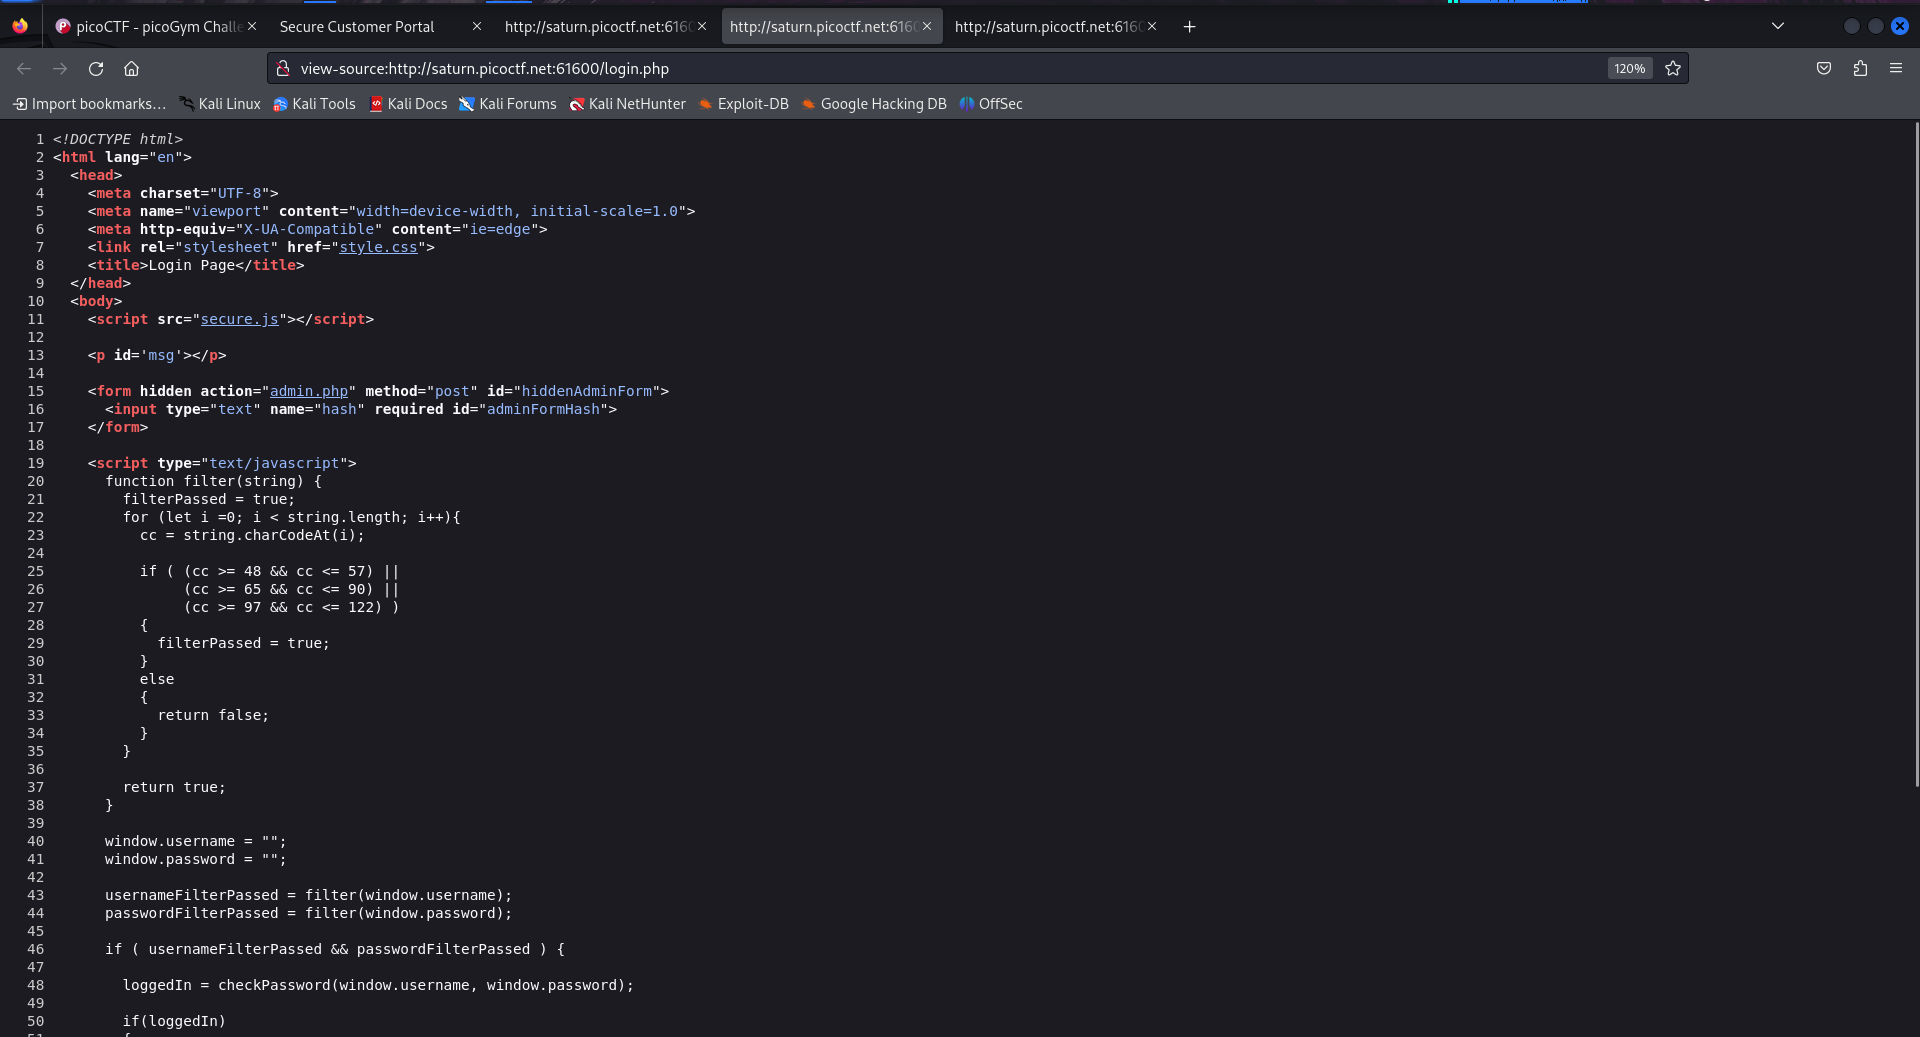 picoCTF - picoGym Challe
Secure Customer Portal
http://saturn.picoctf.net:6160
http://saturn.picoctf.net:6160
http://saturn.picoctf.net:6160
view-source:http://saturn.picoctf.net:61600/login.php
120%
Import bookmarks... Kali Linux Kali Tools Kali Docs Kali Forums Kali NetHunter Exploit-DB Google Hacking DB OffSec
1 <!DOCTYPE html>
2 <html lang="en">
3   <head>
4     <meta charset="UTF-8">
5     <meta name="viewport" content="width=device-width, initial-scale=1.0">
6     <meta http-equiv="X-UA-Compatible" content="ie=edge">
7     <link rel="stylesheet" href="style.css">
8     <title>Login Page</title>
9   </head>
10   <body>
11     <script src="secure.js"></script>
12
13     <p id='msg'></p>
14
15     <form hidden action="admin.php" method="post" id="hiddenAdminForm">
16       <input type="text" name="hash" required id="adminFormHash">
17     </form>
18
19     <script type="text/javascript">
20       function filter(string) {
21         filterPassed = true;
22         for (let i =0; i < string.length; i++){
23           cc = string.charCodeAt(i);
24
25           if ( (cc >= 48 && cc <= 57) ||
26                (cc >= 65 && cc <= 90) ||
27                (cc >= 97 && cc <= 122) )
28           {
29             filterPassed = true;
30           }
31           else
32           {
33             return false;
34           }
35         }
36
37         return true;
38       }
39
40       window.username = "";
41       window.password = "";
42
43       usernameFilterPassed = filter(window.username);
44       passwordFilterPassed = filter(window.password);
45
46       if ( usernameFilterPassed && passwordFilterPassed ) {
47
48         loggedIn = checkPassword(window.username, window.password);
49
50         if(loggedIn)
51         {